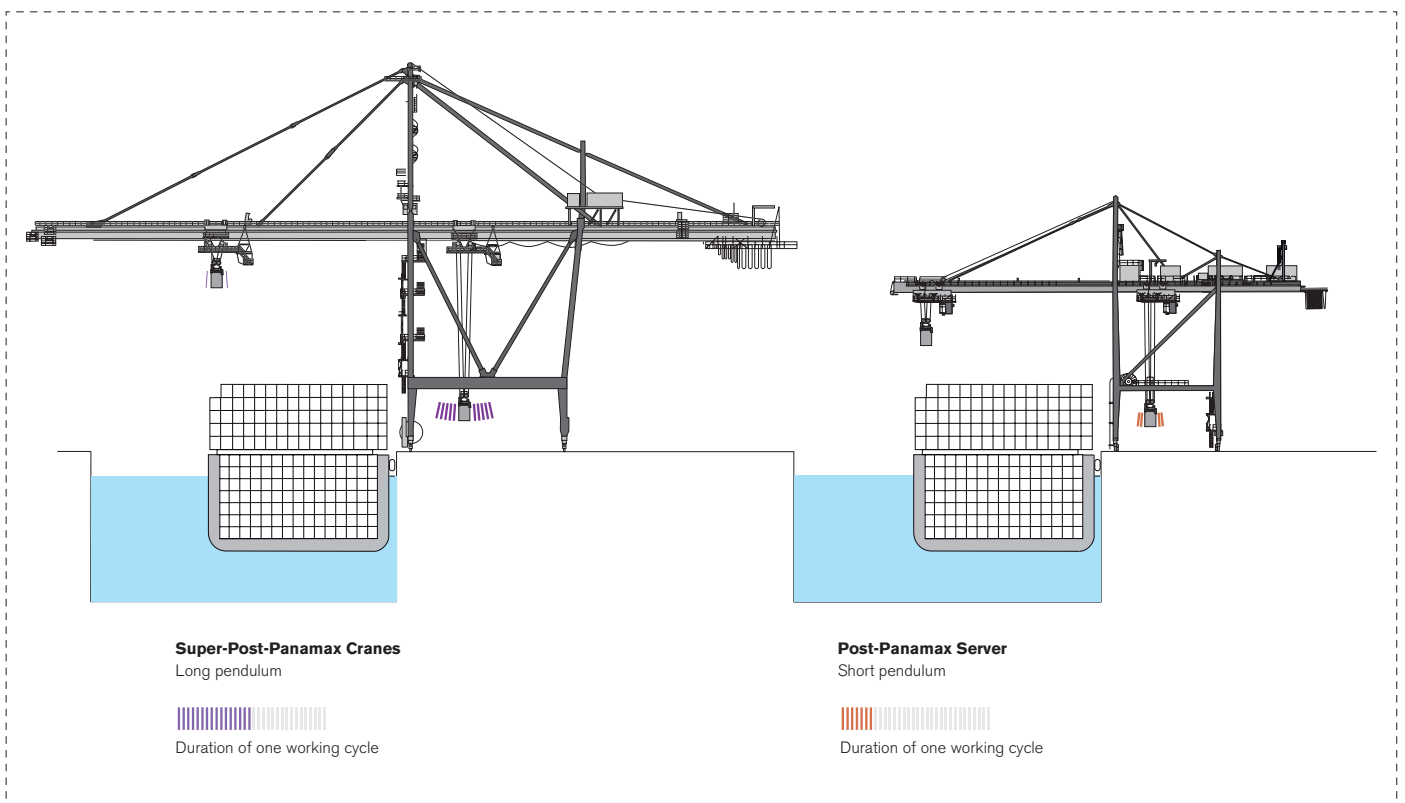 Super-Post-Panamax Cranes
Long pendulum
Duration of one working cycle
Post-Panamax Server
Short pendulum
Duration of one working cycle